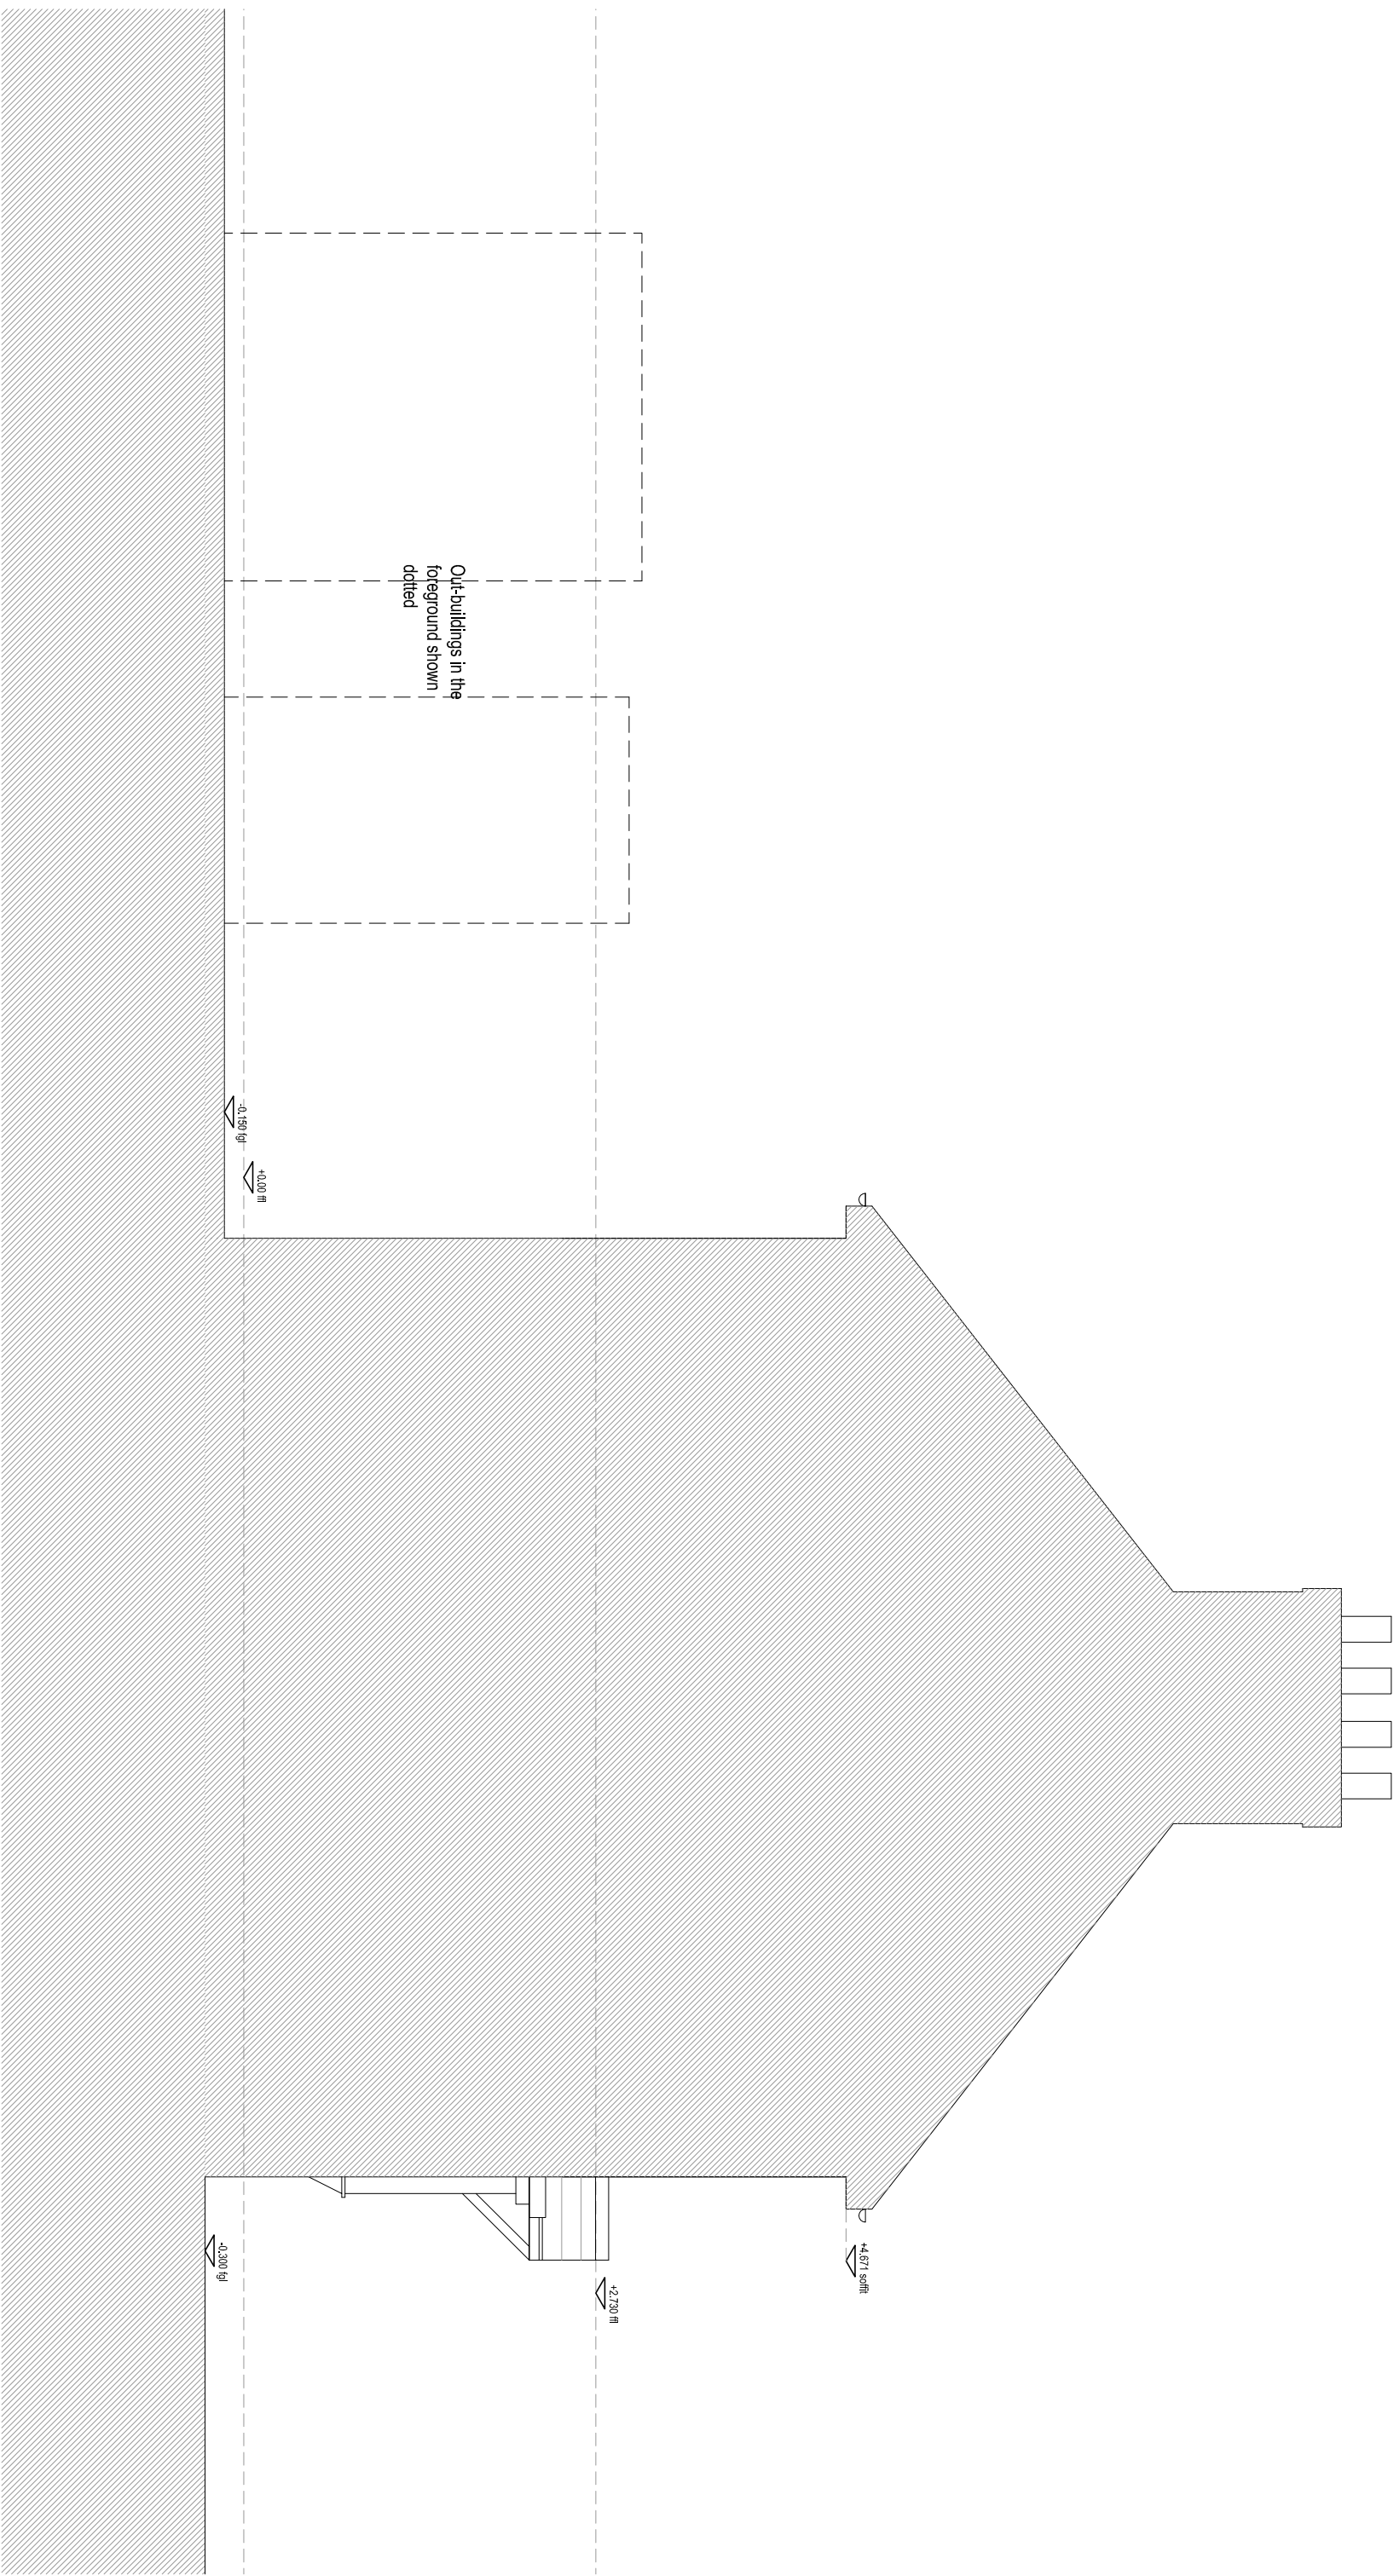 Out-buildings in the
foreground shown
dotted
-0.150 fgl
+0.00 ffl
+4.671 soffit
+2.730 ffl
-0.300 fgl